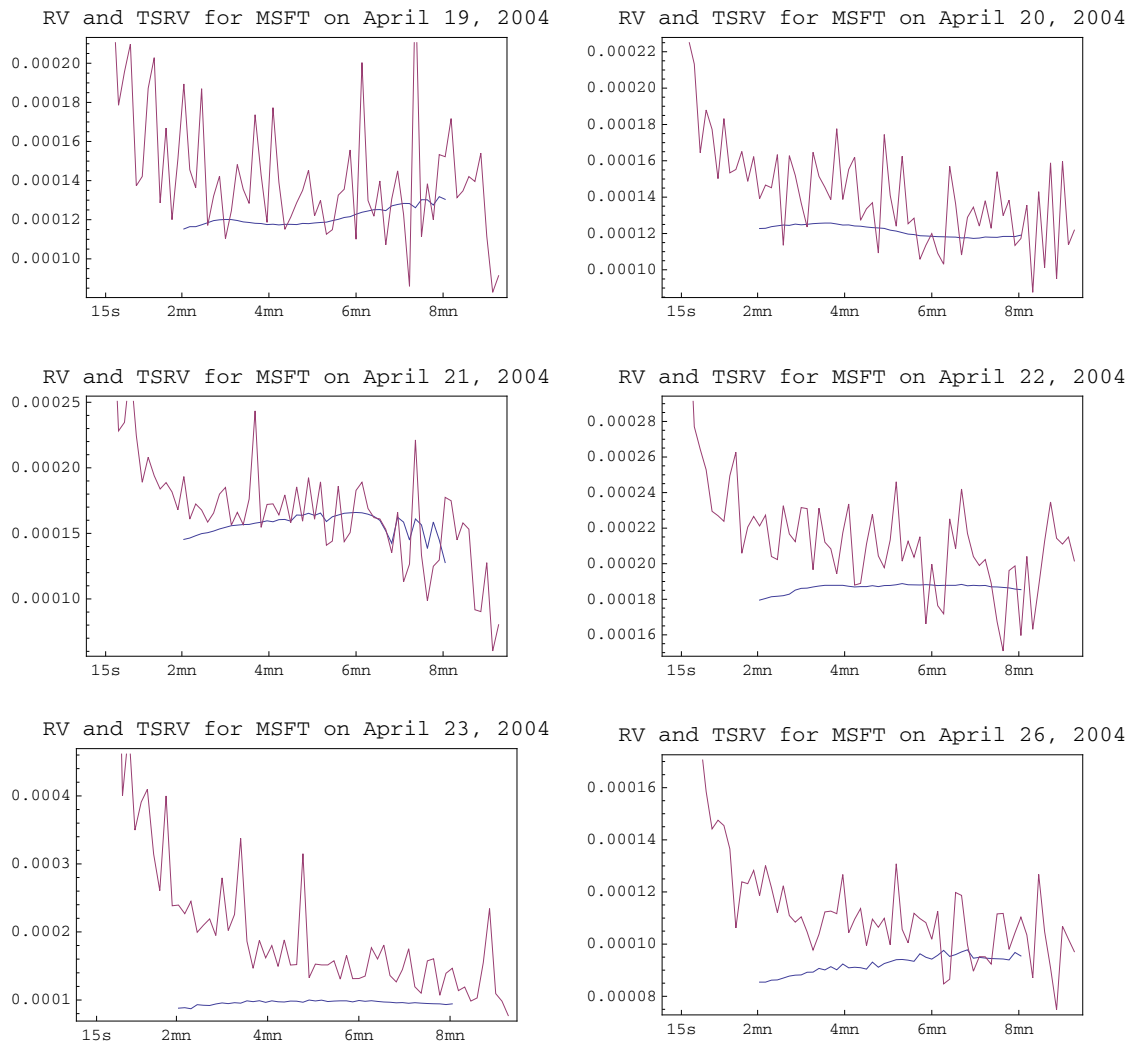 RV and TSRV for MSFT on April 19, 2004
0.00020
0.00018
0.00016
0.00014
0.00012
0.00010
15s 2mn 4mn 6mn 8mn
RV and TSRV for MSFT on April 20, 2004
0.00022
0.00020
0.00018
0.00016
0.00014
0.00012
0.00010
15s 2mn 4mn 6mn 8mn
RV and TSRV for MSFT on April 21, 2004
0.00025
0.00020
0.00015
0.00010
15s 2mn 4mn 6mn 8mn
RV and TSRV for MSFT on April 22, 2004
0.00028
0.00026
0.00024
0.00022
0.00020
0.00018
0.00016
15s 2mn 4mn 6mn 8mn
RV and TSRV for MSFT on April 23, 2004
0.0004
0.0003
0.0002
0.0001
15s 2mn 4mn 6mn 8mn
RV and TSRV for MSFT on April 26, 2004
0.00016
0.00014
0.00012
0.00010
0.00008
15s 2mn 4mn 6mn 8mn